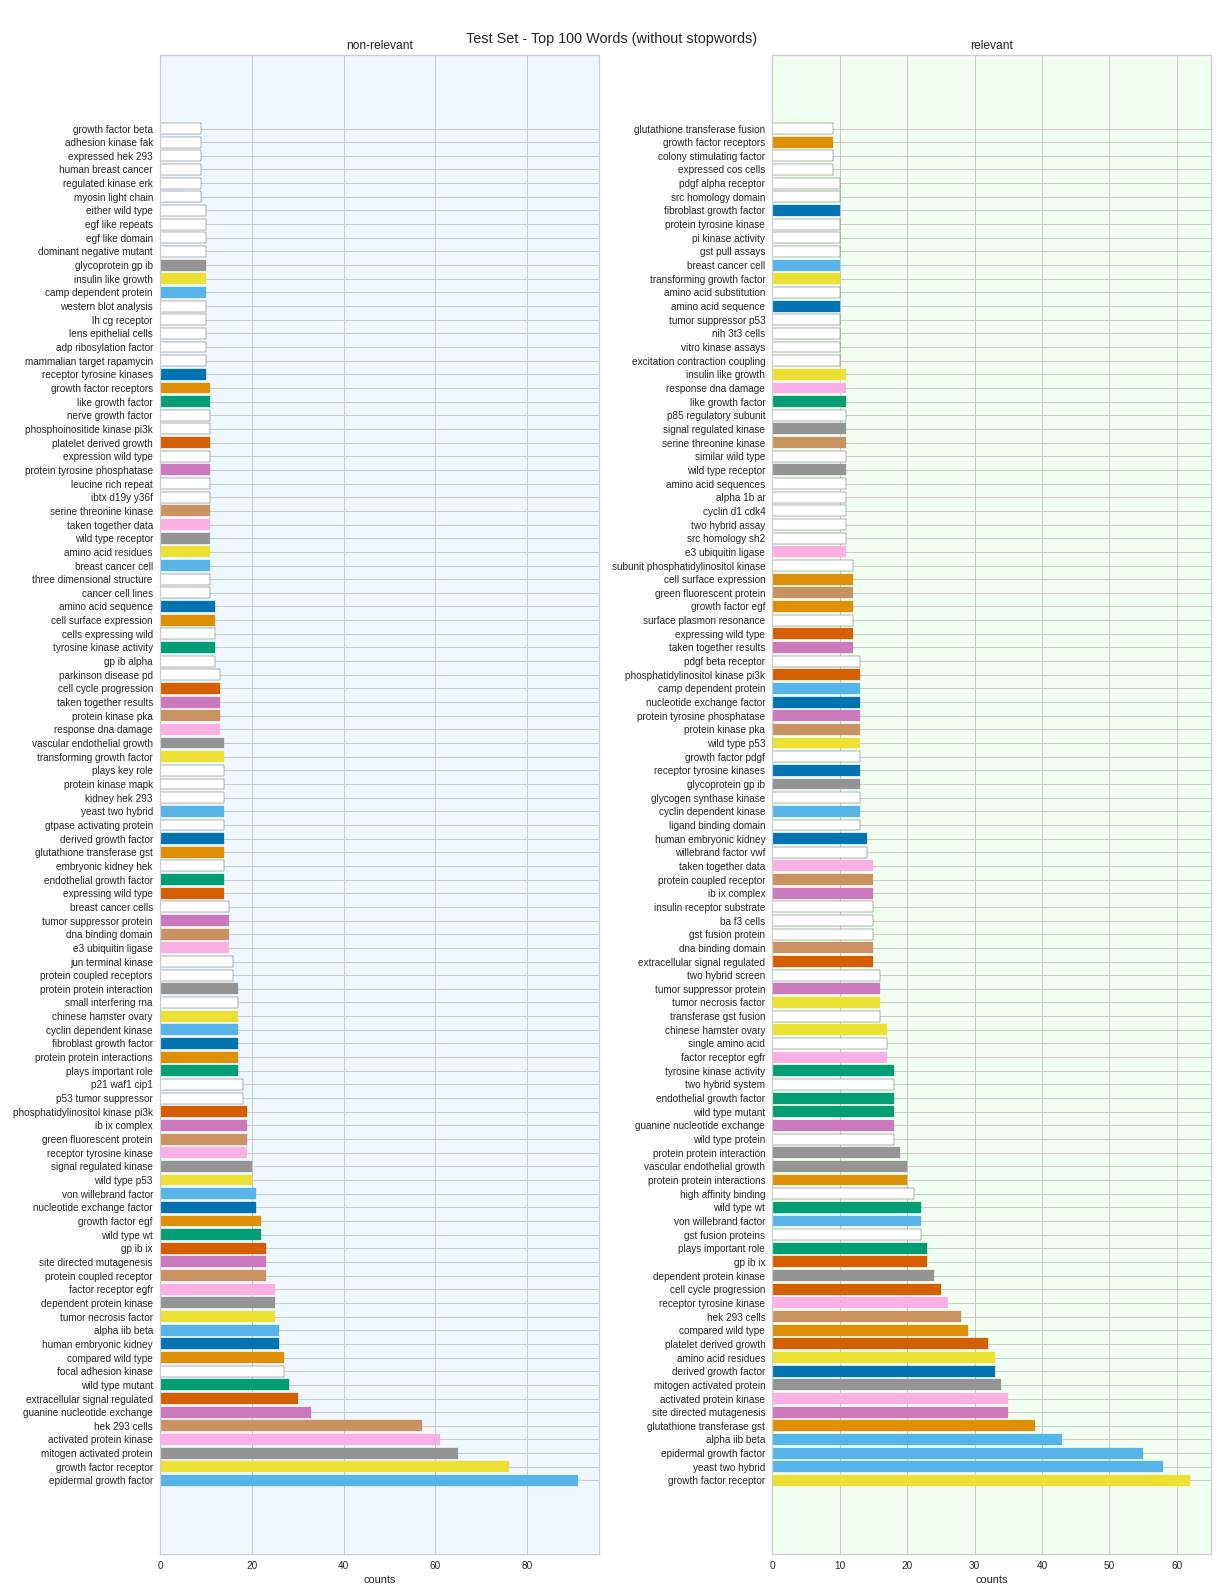 Test Set - Top 100 Words (without stopwords)
non-relevant
growth factor beta
adhesion kinase fak
expressed hek 293
human breast cancer
regulated kinase erk
myosin light chain
either wild type
egf like repeats
egf like domain
dominant negative mutant
glycoprotein gp ib
insulin like growth
camp dependent protein
western blot analysis
lh cg receptor
lens epithelial cells
adp ribosylation factor
mammalian target rapamycin
receptor tyrosine kinases
growth factor receptors
like growth factor
nerve growth factor
phosphoinositide kinase pi3k
platelet derived growth
expression wild type
protein tyrosine phosphatase
leucine rich repeat
ibtx d19y y36f
serine threonine kinase
taken together data
wild type receptor
amino acid residues
breast cancer cell
three dimensional structure
cancer cell lines
amino acid sequence
cell surface expression
cells expressing wild
tyrosine kinase activity
gp ib alpha
parkinson disease pd
cell cycle progression
taken together results
protein kinase pka
response dna damage
vascular endothelial growth
transforming growth factor
plays key role
protein kinase mapk
kidney hek 293
yeast two hybrid
gtpase activating protein
derived growth factor
glutathione transferase gst
embryonic kidney hek
endothelial growth factor
expressing wild type
breast cancer cells
tumor suppressor protein
dna binding domain
e3 ubiquitin ligase
jun terminal kinase
protein coupled receptors
protein protein interaction
small interfering rna
chinese hamster ovary
cyclin dependent kinase
fibroblast growth factor
protein protein interactions
plays important role
p21 waf1 cip1
p53 tumor suppressor
phosphatidylinositol kinase pi3k
ib ix complex
green fluorescent protein
receptor tyrosine kinase
signal regulated kinase
wild type p53
von willebrand factor
nucleotide exchange factor
growth factor egf
wild type wt
gp ib ix
site directed mutagenesis
protein coupled receptor
factor receptor egfr
dependent protein kinase
tumor necrosis factor
alpha iib beta
human embryonic kidney
compared wild type
focal adhesion kinase
wild type mutant
extracellular signal regulated
guanine nucleotide exchange
hek 293 cells
activated protein kinase
mitogen activated protein
growth factor receptor
epidermal growth factor
0 20 40 60 80
counts
relevant
glutathione transferase fusion
growth factor receptors
colony stimulating factor
expressed cos cells
pdgf alpha receptor
src homology domain
fibroblast growth factor
protein tyrosine kinase
pi kinase activity
gst pull assays
breast cancer cell
transforming growth factor
amino acid substitution
amino acid sequence
tumor suppressor p53
nih 3t3 cells
vitro kinase assays
excitation contraction coupling
insulin like growth
response dna damage
like growth factor
p85 regulatory subunit
signal regulated kinase
serine threonine kinase
similar wild type
wild type receptor
amino acid sequences
alpha 1b ar
cyclin d1 cdk4
two hybrid assay
src homology sh2
e3 ubiquitin ligase
subunit phosphatidylinositol kinase
cell surface expression
green fluorescent protein
growth factor egf
surface plasmon resonance
expressing wild type
taken together results
pdgf beta receptor
phosphatidylinositol kinase pi3k
camp dependent protein
nucleotide exchange factor
protein tyrosine phosphatase
protein kinase pka
wild type p53
growth factor pdgf
receptor tyrosine kinases
glycoprotein gp ib
glycogen synthase kinase
cyclin dependent kinase
ligand binding domain
human embryonic kidney
willebrand factor vwf
taken together data
protein coupled receptor
ib ix complex
insulin receptor substrate
ba f3 cells
gst fusion protein
dna binding domain
extracellular signal regulated
two hybrid screen
tumor suppressor protein
tumor necrosis factor
transferase gst fusion
chinese hamster ovary
single amino acid
factor receptor egfr
tyrosine kinase activity
two hybrid system
endothelial growth factor
wild type mutant
guanine nucleotide exchange
wild type protein
protein protein interaction
vascular endothelial growth
protein protein interactions
high affinity binding
wild type wt
von willebrand factor
gst fusion proteins
plays important role
gp ib ix
dependent protein kinase
cell cycle progression
receptor tyrosine kinase
hek 293 cells
compared wild type
platelet derived growth
amino acid residues
derived growth factor
mitogen activated protein
activated protein kinase
site directed mutagenesis
glutathione transferase gst
alpha iib beta
epidermal growth factor
yeast two hybrid
growth factor receptor
0 10 20 30 40 50 60
counts